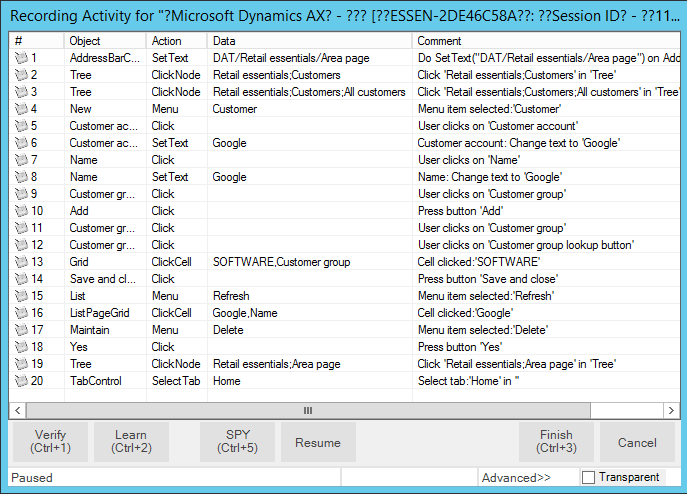 Recording Activity for "?Microsoft Dynamics AX? - ??? [??ESSEN-2DE46C58A??: ??Session ID? - ??11...
# Object Action Data Comment
1 AddressBarC... SetText DAT/Retail essentials/Area page Do SetText("DAT/Retail essentials/Area page") on Add
2 Tree ClickNode Retail essentials;Customers Click 'Retail essentials;Customers' in 'Tree'
3 Tree ClickNode Retail essentials;Customers;All customers Click 'Retail essentials;Customers;All customers' in 'Tree'
4 New Menu Customer Menu item selected:'Customer'
5 Customer ac... Click User clicks on 'Customer account'
6 Customer ac... SetText Google Customer account: Change text to 'Google'
7 Name Click User clicks on 'Name'
8 Name SetText Google Name: Change text to 'Google'
9 Customer gr... Click User clicks on 'Customer group'
10 Add Click Press button 'Add'
11 Customer gr... Click User clicks on 'Customer group'
12 Customer gr... Click User clicks on 'Customer group lookup button'
13 Grid ClickCell SOFTWARE,Customer group Cell clicked:'SOFTWARE'
14 Save and cl... Click Press button 'Save and close'
15 List Menu Refresh Menu item selected:'Refresh'
16 ListPageGrid ClickCell Google,Name Cell clicked:'Google'
17 Maintain Menu Delete Menu item selected:'Delete'
18 Yes Click Press button 'Yes'
19 Tree ClickNode Retail essentials;Area page Click 'Retail essentials;Area page' in 'Tree'
20 TabControl SelectTab Home Select tab:'Home' in ''
Verify (Ctrl+1) Learn (Ctrl+2) SPY (Ctrl+5) Resume Finish (Ctrl+3) Cancel
Paused Advanced>> Transparent